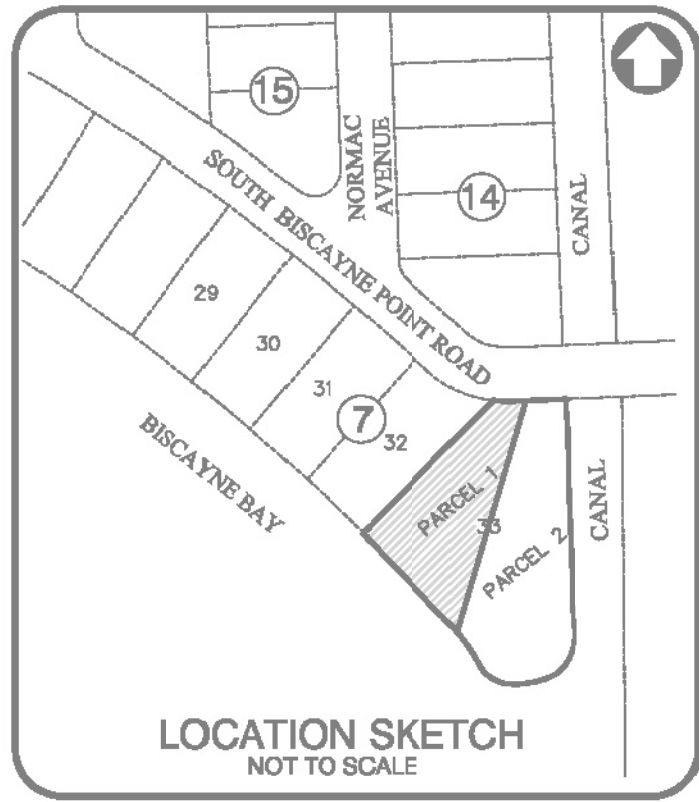 15
NORMAC
AVENUE
SOUTH BISCAYNE POINT ROAD
14
CANAL
29
30
31
7
32
BISCAYNE BAY
PARCEL 1
33
PARCEL 2
CANAL
LOCATION SKETCH
NOT TO SCALE